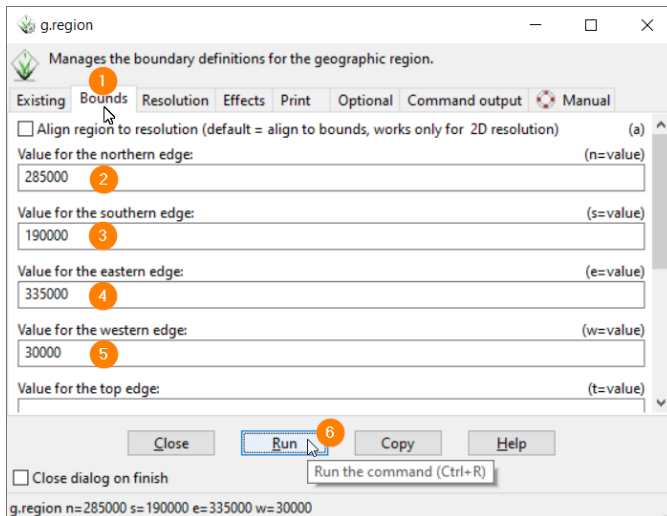 g.region
Manages the boundary definitions for the geographic region.
1
Existing Bounds Resolution Effects Print Optional Command output Manual
Align region to resolution (default = align to bounds, works only for 2D resolution) (a)
Value for the northern edge: (n=value)
285000 2
Value for the southern edge: (s=value)
190000 3
Value for the eastern edge: (e=value)
335000 4
Value for the western edge: (w=value)
30000 5
Value for the top edge: (t=value)
Close Run 6 Copy Help
Close dialog on finish Run the command (Ctrl+R)
g.region n=285000 s=190000 e=335000 w=30000